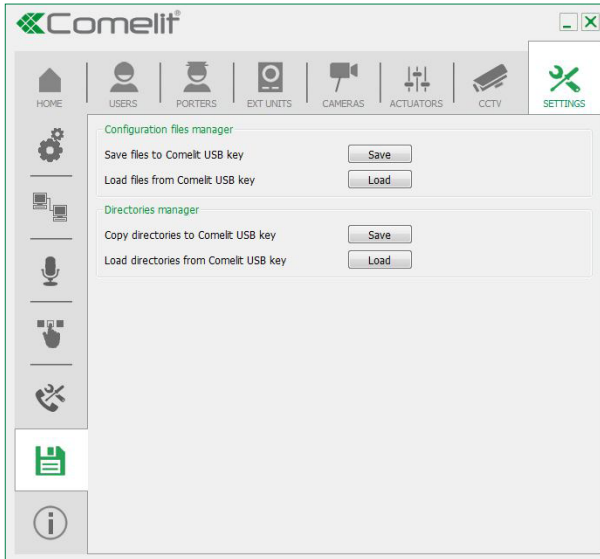 Comelit®
HOME
USERS
PORTERS
EXT UNITS
CAMERAS
ACTUATORS
CCTV
SETTINGS
Configuration files manager
Save files to Comelit USB key Save
Load files from Comelit USB key Load
Directories manager
Copy directories to Comelit USB key Save
Load directories from Comelit USB key Load